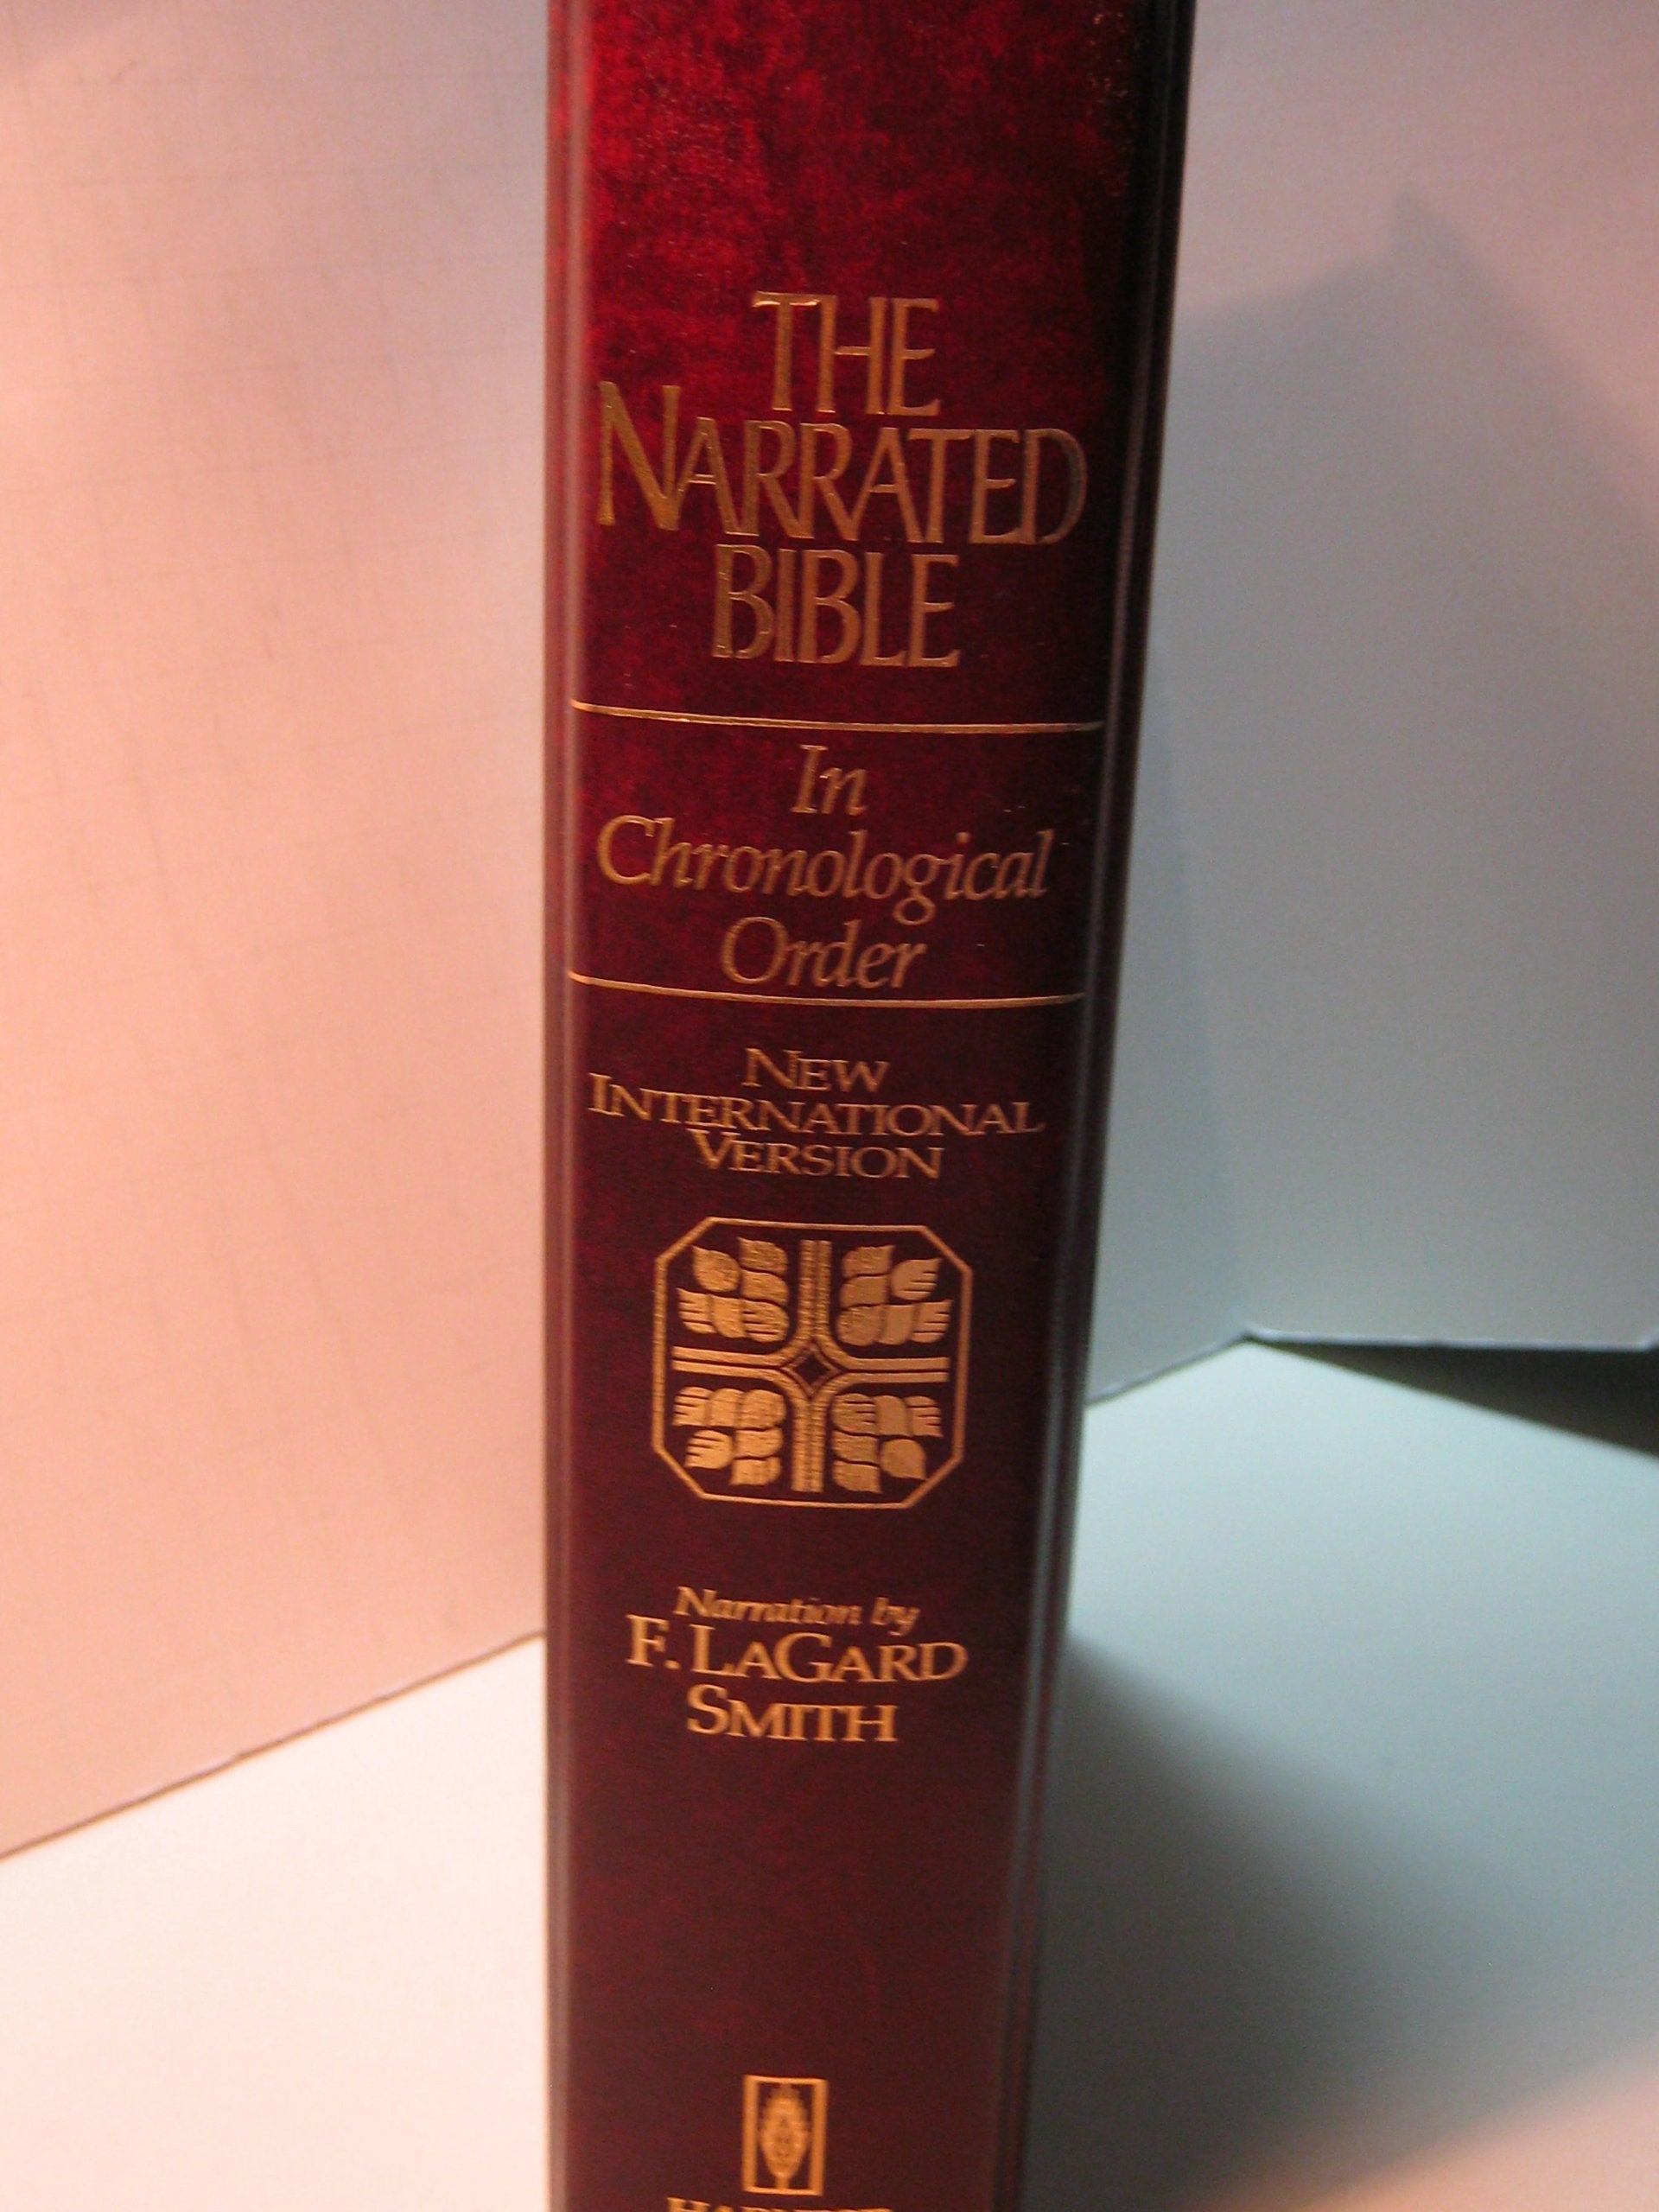 THE
NARRATED
BIBLE
In
Chronological
Order
NEW
INTERNATIONAL
VERSION
Narration by
F. LAGARD
SMITH